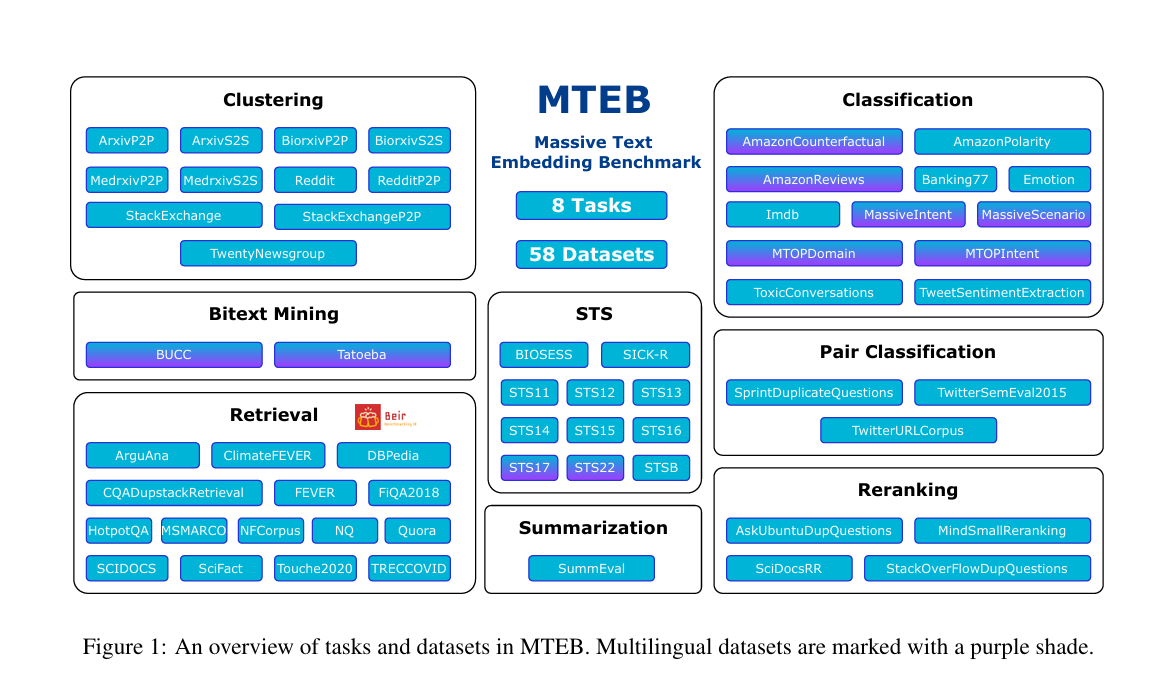 Clustering
ArxivP2P ArxivS2S BiorxivP2P BiorxivS2S
MedrxivP2P MedrxivS2S Reddit RedditP2P
StackExchange StackExchangeP2P
TwentyNewsgroup
MTEB
Massive Text
Embedding Benchmark
8 Tasks
58 Datasets
Classification
AmazonCounterfactual AmazonPolarity
AmazonReviews Banking77 Emotion
Imdb MassiveIntent MassiveScenario
MTOPDomain MTOPIntent
ToxicConversations TweetSentimentExtraction
Bitext Mining
BUCC Tatoeba
STS
BIOSESS SICK-R
STS11 STS12 STS13
STS14 STS15 STS16
STS17 STS22 STSB
Pair Classification
SprintDuplicateQuestions TwitterSemEval2015
TwitterURLCorpus
Retrieval
Beir
ArguAna ClimateFEVER DBPedia
CQADupstackRetrieval FEVER FiQA2018
HotpotQA MSMARCO NFCorpus NQ Quora
SCIDOCS SciFact Touche2020 TRECCOVID
Summarization
SummEval
Reranking
AskUbuntuDupQuestions MindSmallReranking
SciDocsRR StackOverFlowDupQuestions
Figure 1: An overview of tasks and datasets in MTEB. Multilingual datasets are marked with a purple shade.